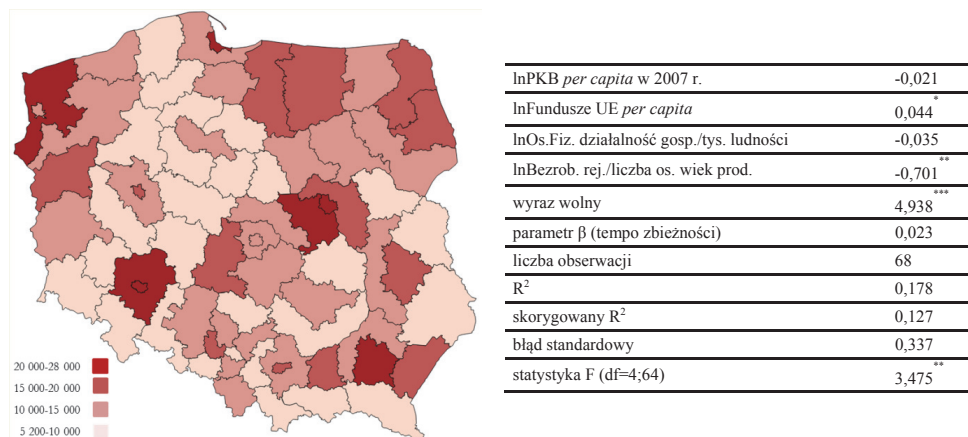 20 000-28 000
15 000-20 000
10 000-15 000
5 200-10 000
lnPKB per capita w 2007 r. -0,021
lnFundusze UE per capita 0,044*
lnOs.Fiz. działalność gosp./tys. ludności -0,035
lnBezrob. rej./liczba os. wiek prod. -0,701**
wyraz wolny 4,938***
parametr β (tempo zbieżności) 0,023
liczba obserwacji 68
R² 0,178
skorygowany R² 0,127
błąd standardowy 0,337
statystyka F (df=4;64) 3,475**